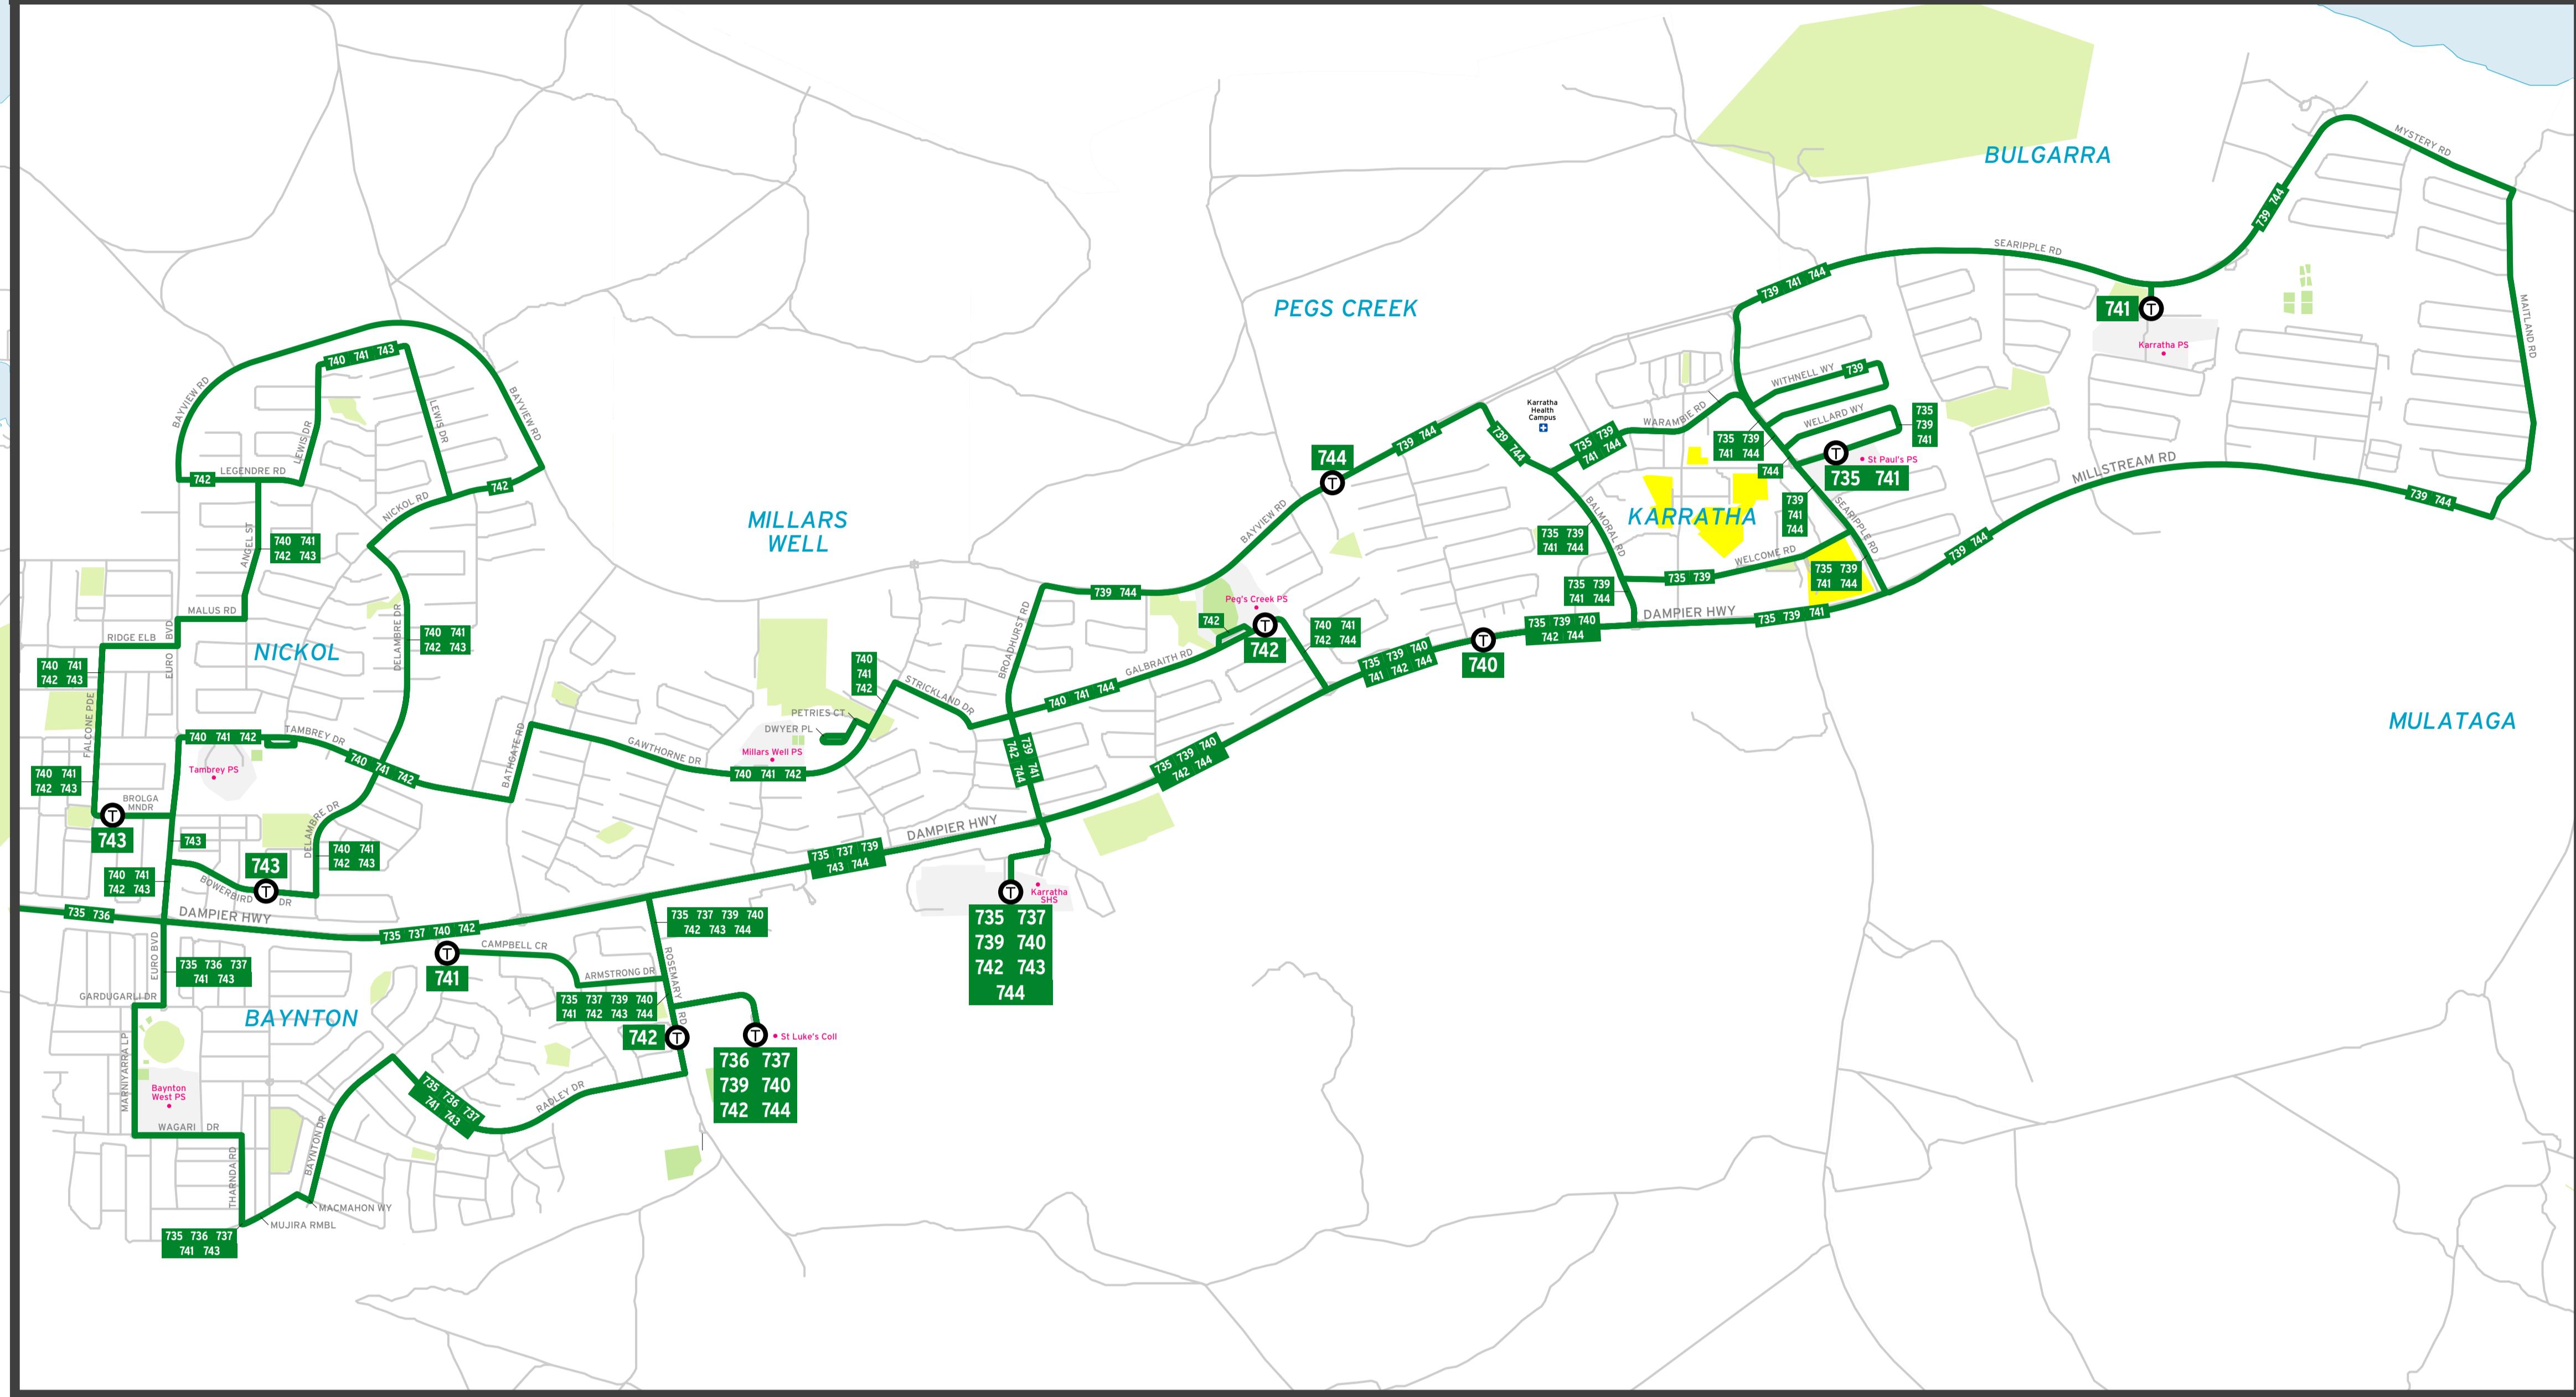 MYSTERY RD
BULGARRA
739 744
SEARIPPLE RD
739 741 744
PEGS CREEK
741
T
MAITLAND RD
Karratha PS
740 741 743
BAYVIEW RD
BAYVIEW RD
LEWIS DR
LEWIS DR
WITHNELL WY
739
Karratha
Health
Campus
WARAMBIE RD
WELLARD WY
735
739
741
739 744
739 744
735 739
741 744
735 739
741 744
T
St Paul's PS
744
735 741
MILLSTREAM RD
744
T
LEGENDRE RD
742
742
NICKOL RD
739 744
739
741
744
SEARIPPLE RD
BALMORAL RD
KARRATHA
BAYVIEW RD
MILLARS
WELL
ANGEL ST
740 741
742 743
735 739
741 744
WELCOME RD
739 744
735 739
735 739
741 744
735 739
741 744
739 744
Peg's Creek PS
MALUS RD
DAMPIER HWY
735 739 741
BROADHURST RD
742
T
742
740 741
742 744
735 739 740
742 744
T
740
RIDGE ELB
EURO BVD
NICKOL
DELAMBRE DR
740 741
742 743
740 741
742 743
735 739 740
741 742 744
GALBRAITH RD
740
741
742
STRICKLAND DR
740 741 744
MULATAGA
FALCONE PDE
PETRIES CT
DWYER PL
740 741 742
TAMBREY DR
BATHGATE RD
GAWTHORNE DR
Millars Well PS
740 741 742
739 741
742 744
735 739 740
742 744
Tambrey PS
740 741 742
740 741
742 743
BROLGA
MNDR
T
743
DELAMBRE DR
DAMPIER HWY
743
740 741
742 743
735 737 739
743 744
743
T
BOWERBIRD DR
740 741
742 743
T
Karratha
SHS
735 737
739 740
742 743
744
735 736
DAMPIER HWY
735 737 740 742
735 737 739 740
742 743 744
T
741
CAMPBELL CR
ARMSTRONG DR
ROSEMARY RD
EURO BVD
735 736 737
741 743
GARDUGARLI DR
BAYNTON
735 737 739 740
741 742 743 744
742
T
T
St Luke's Coll
736 737
739 740
742 744
MARNIYARRA LP
Baynton
West PS
735 736 737
741 743
RADLEY DR
WAGARI DR
BAYNTON DR
THARNDA RD
MACMAHON WY
MUJIRA RMBL
735 736 737
741 743